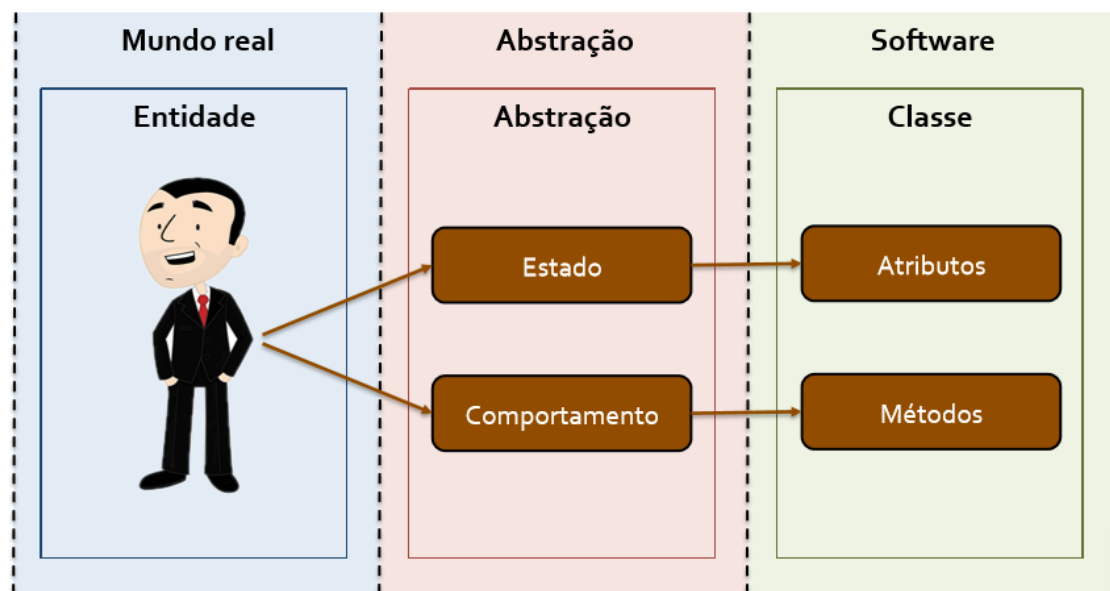 Mundo real
Abstração
Software
Entidade
Abstração
Classe
Estado
Atributos
Comportamento
Métodos